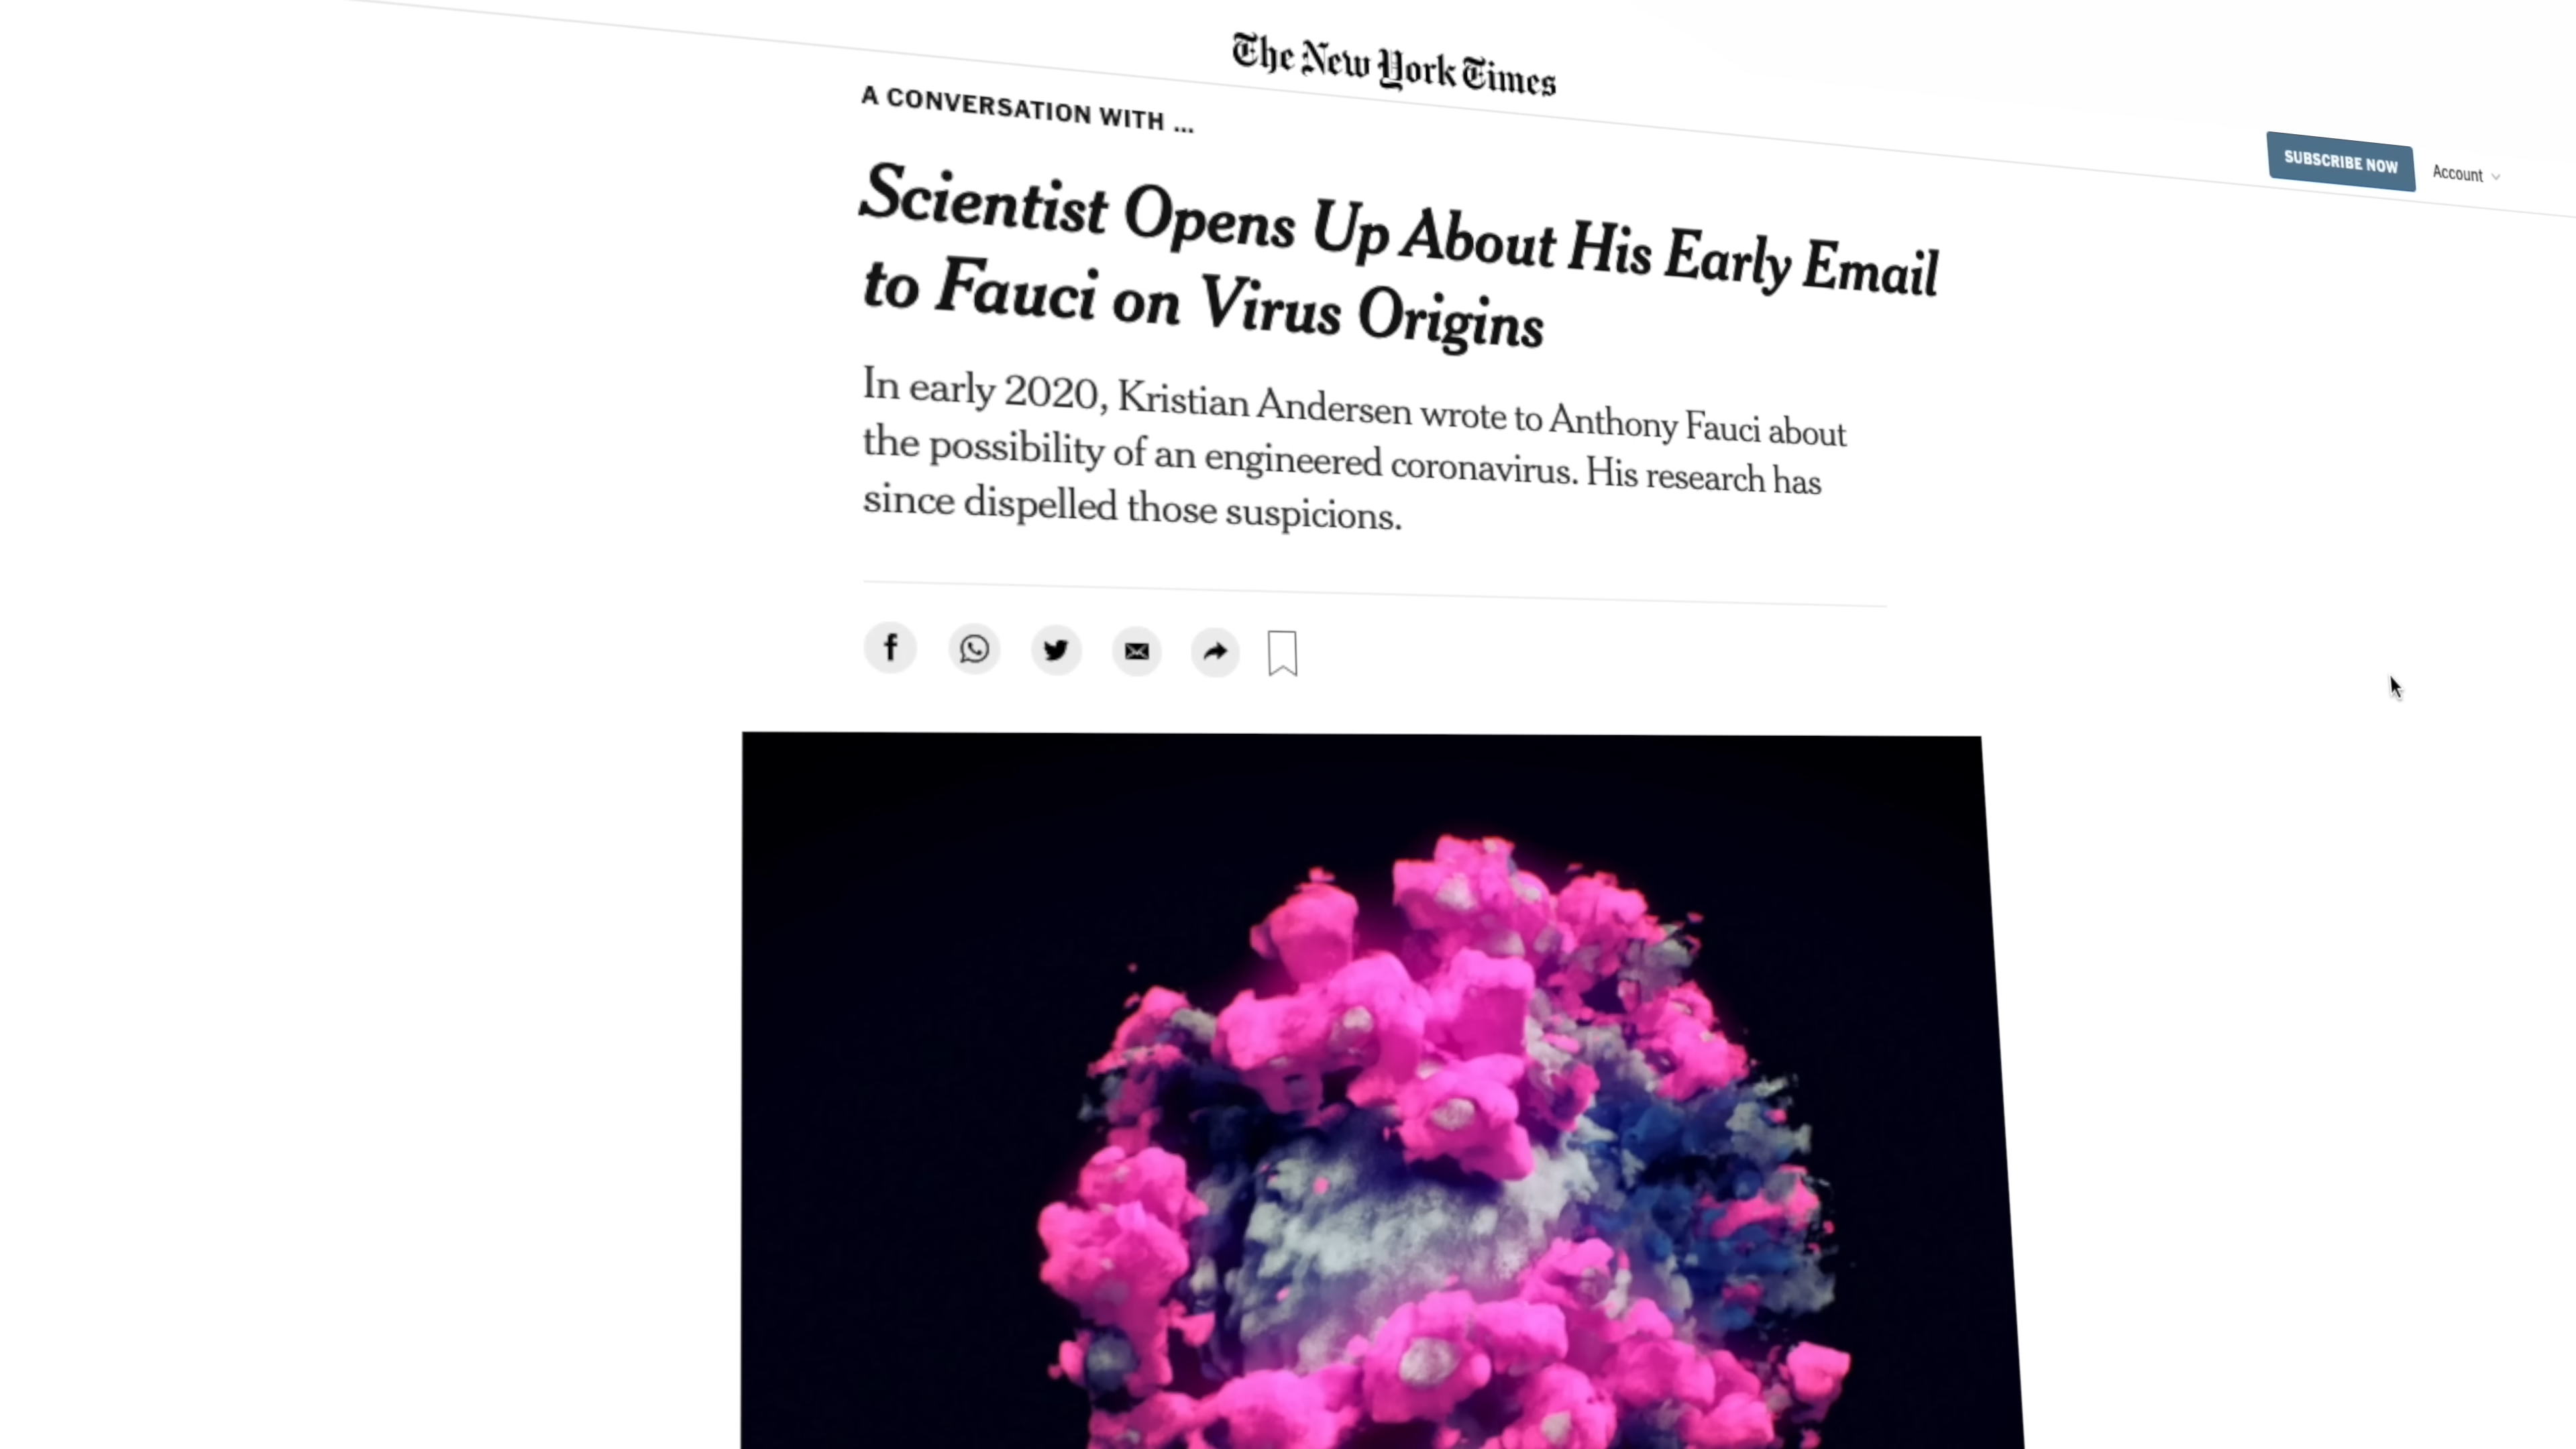 The New York Times
SUBSCRIBE NOW
Account
A CONVERSATION WITH ...
Scientist Opens Up About His Early Email
to Fauci on Virus Origins
In early 2020, Kristian Andersen wrote to Anthony Fauci about
the possibility of an engineered coronavirus. His research has
since dispelled those suspicions.